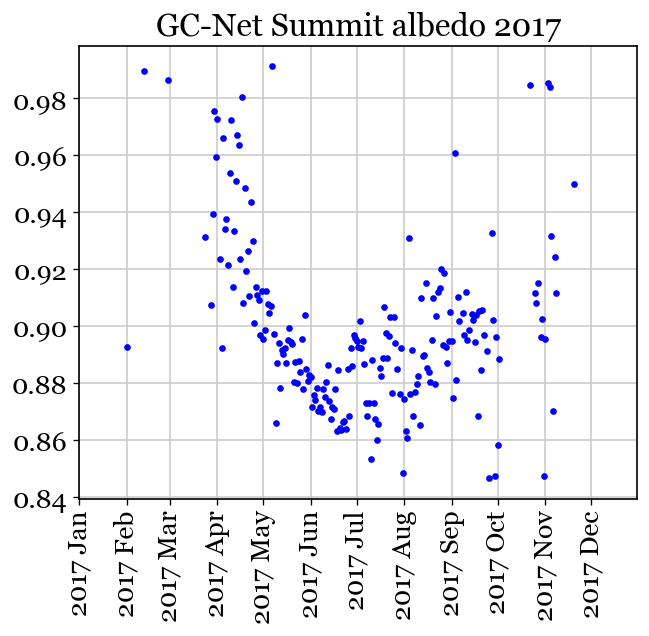 GC-Net Summit albedo 2017
0.98
0.96
0.94
0.92
0.90
0.88
0.86
0.84
2017 Jan
2017 Feb
2017 Mar
2017 Apr
2017 May
2017 Jun
2017 Jul
2017 Aug
2017 Sep
2017 Oct
2017 Nov
2017 Dec